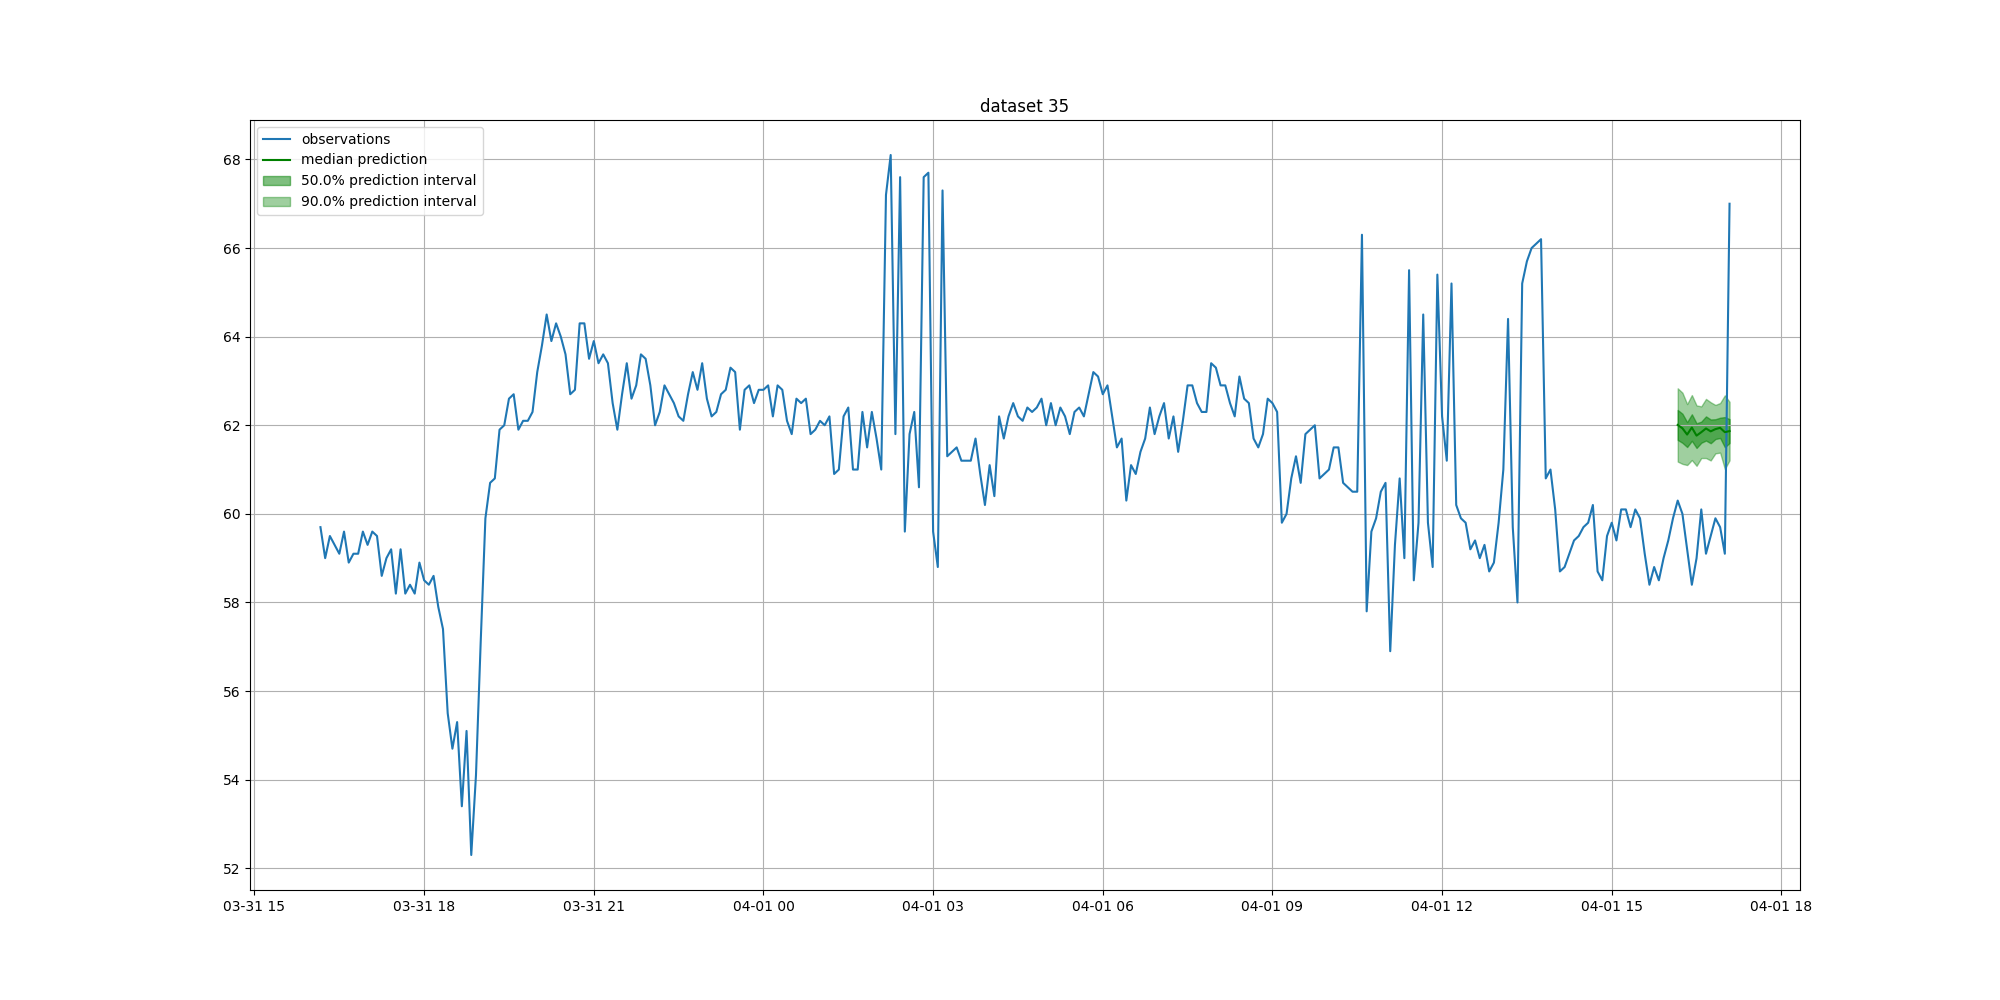 dataset 35
observations
median prediction
50.0% prediction interval
90.0% prediction interval
68
66
64
62
60
58
56
54
52
03-31 15 03-31 18 03-31 21 04-01 00 04-01 03 04-01 06 04-01 09 04-01 12 04-01 15 04-01 18